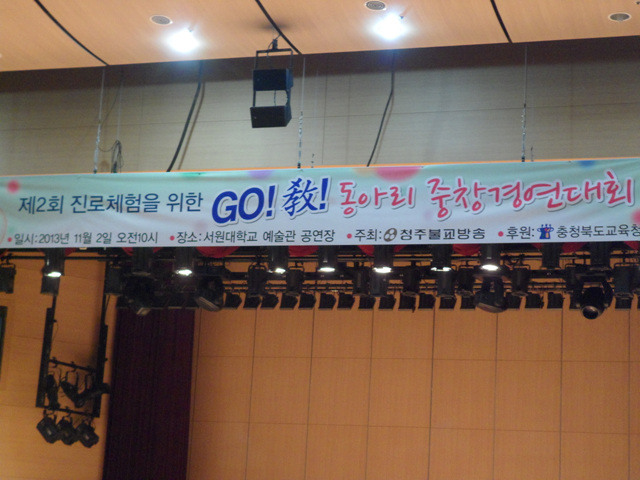 제2회 진로체험을 위한 GO! 敎! 동아리 중창경연대회
•일시:2013년 11월 2일 오전10시 •장소:서원대학교 예술관 공연장 •주최:청주불교방송 •후원:충청북도교육청